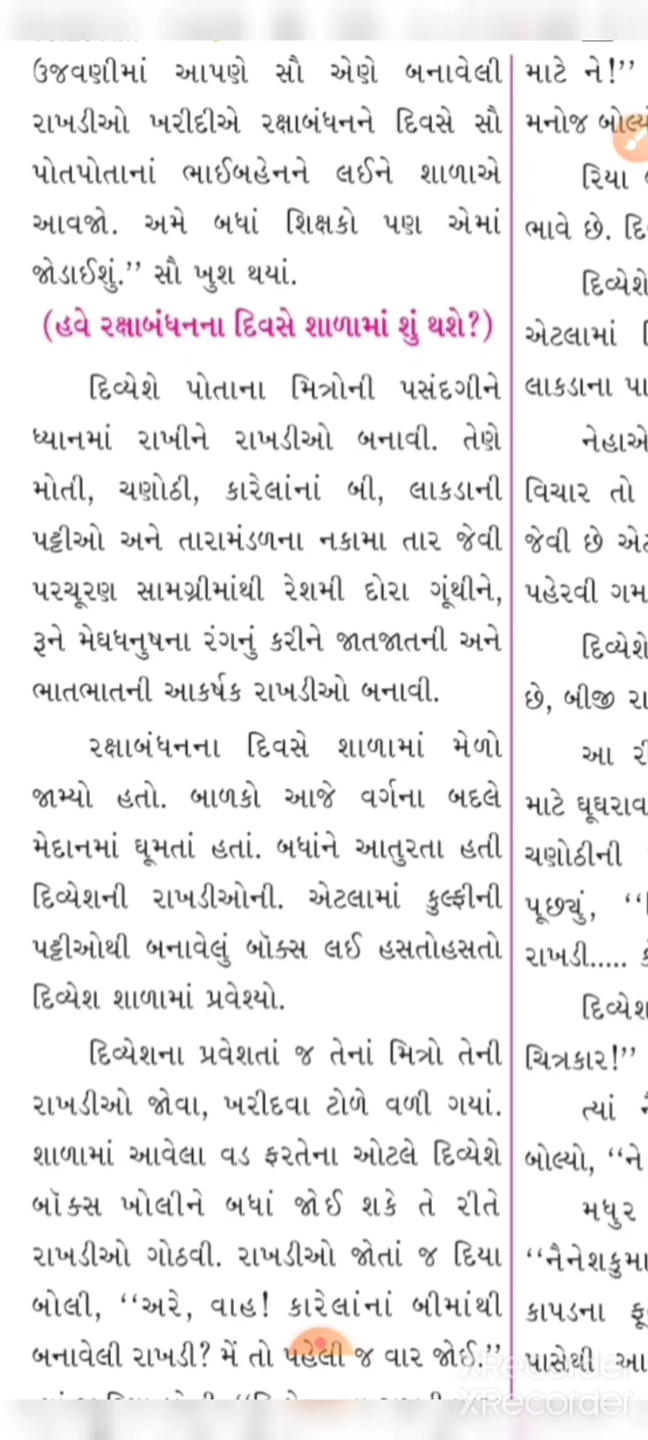 ઉજવણીમાં આપણે સૌ એણે બનાવેલી
રાખડીઓ ખરીદીએ રક્ષાબંધનને દિવસે સૌ
પોતપોતાનાં ભાઈબહેનને લઈને શાળાએ
આવજો. અમે બધાં શિક્ષકો પણ એમાં
જોડાઈશું.’’ સૌ ખુશ થયાં.
(હવે રક્ષાબંધનના દિવસે શાળામાં શું થશે?)
દિવ્યેશે પોતાના મિત્રોની પસંદગીને
ધ્યાનમાં રાખીને રાખડીઓ બનાવી. તેણે
મોતી, ચણોઠી, કારેલાંનાં બી, લાકડાની
પટ્ટીઓ અને તારામંડળના નકામા તાર જેવી
પરચૂરણ સામગ્રીમાંથી રેશમી દોરા ગૂંથીને,
રૂને મેઘધનુષના રંગનું કરીને જાતજાતની અને
ભાતભાતની આકર્ષક રાખડીઓ બનાવી.
રક્ષાબંધનના દિવસે શાળામાં મેળો
જામ્યો હતો. બાળકો આજે વર્ગના બદલે
મેદાનમાં ઘૂમતાં હતાં. બધાંને આતુરતા હતી
દિવ્યેશની રાખડીઓની. એટલામાં કુલ્ફીની
પટ્ટીઓથી બનાવેલું બૉક્સ લઈ હસતોહસતો
દિવ્યેશ શાળામાં પ્રવેશ્યો.
દિવ્યેશના પ્રવેશતાં જ તેનાં મિત્રો તેની
રાખડીઓ જોવા, ખરીદવા ટોળે વળી ગયાં.
શાળામાં આવેલા વડ ફરતેના ઓટલે દિવ્યેશે
બૉક્સ ખોલીને બધાં જોઈ શકે તે રીતે
રાખડીઓ ગોઠવી. રાખડીઓ જોતાં જ દિયા
બોલી, ‘‘અરે, વાહ! કારેલાંનાં બીમાંથી
બનાવેલી રાખડી? મેં તો પહેલી જ વાર જોઈ.’’
માટે ને!’’
મનોજ
રિયા
ભાવે છે.
દિવ્યેશે
એટલામાં
લાકડાના
નેહાએ
વિચાર તો
જેવી છે
પહેરવી
દિવ્યેશે
છે, બીજી
આ
માટે
ચણોઠીની
પૂછ્યું,
રાખડી.....
ચિત્રકાર!’’
ત્યાં
બોલ્યો, ‘‘ને
મધુર
કાપડના
પાસેથી
XRecorder
XRecorder